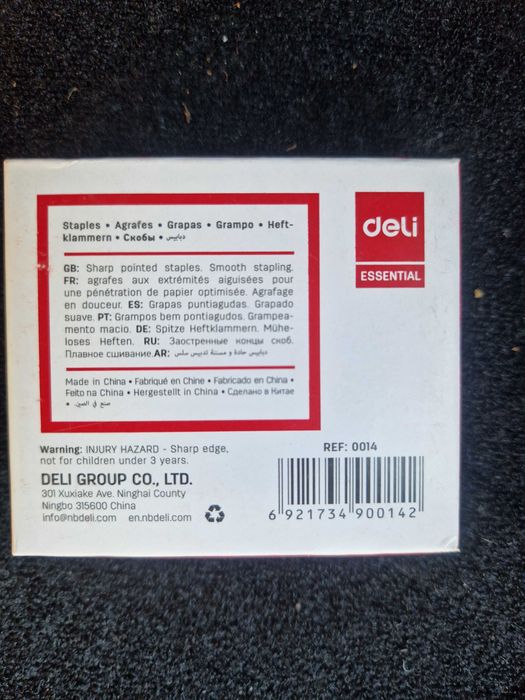 Staples • Agrafes • Grapas • Grampo • Heft-
klammern • Скобы • دبابيس
GB: Sharp pointed staples. Smooth stapling.
FR: agrafes aux extrémités aiguisées pour
une pénétration de papier optimisée. Agrafage
en douceur. ES: Grapas puntiagudas. Grapado
suave. PT: Grampos bem pontiagudos. Grampea-
mento macio. DE: Spitze Heftklammern. Mühe-
loses Heften. RU: Заостренные концы скоб.
Плавное сшивание.AR: دبابيس حادة و مسننة تدبيس سلس
Made in China • Fabriqué en Chine • Fabricado en China •
Feito na China • Hergestellt in China • Сделано в Китае
• صنع في الصين.
deli
ESSENTIAL
Warning: INJURY HAZARD - Sharp edge,
not for children under 3 years.
DELI GROUP CO., LTD.
301 Xuxiake Ave. Ninghai County
Ningbo 315600 China
info@nbdeli.com en.nbdeli.com
REF: 0014
6 921734 900142